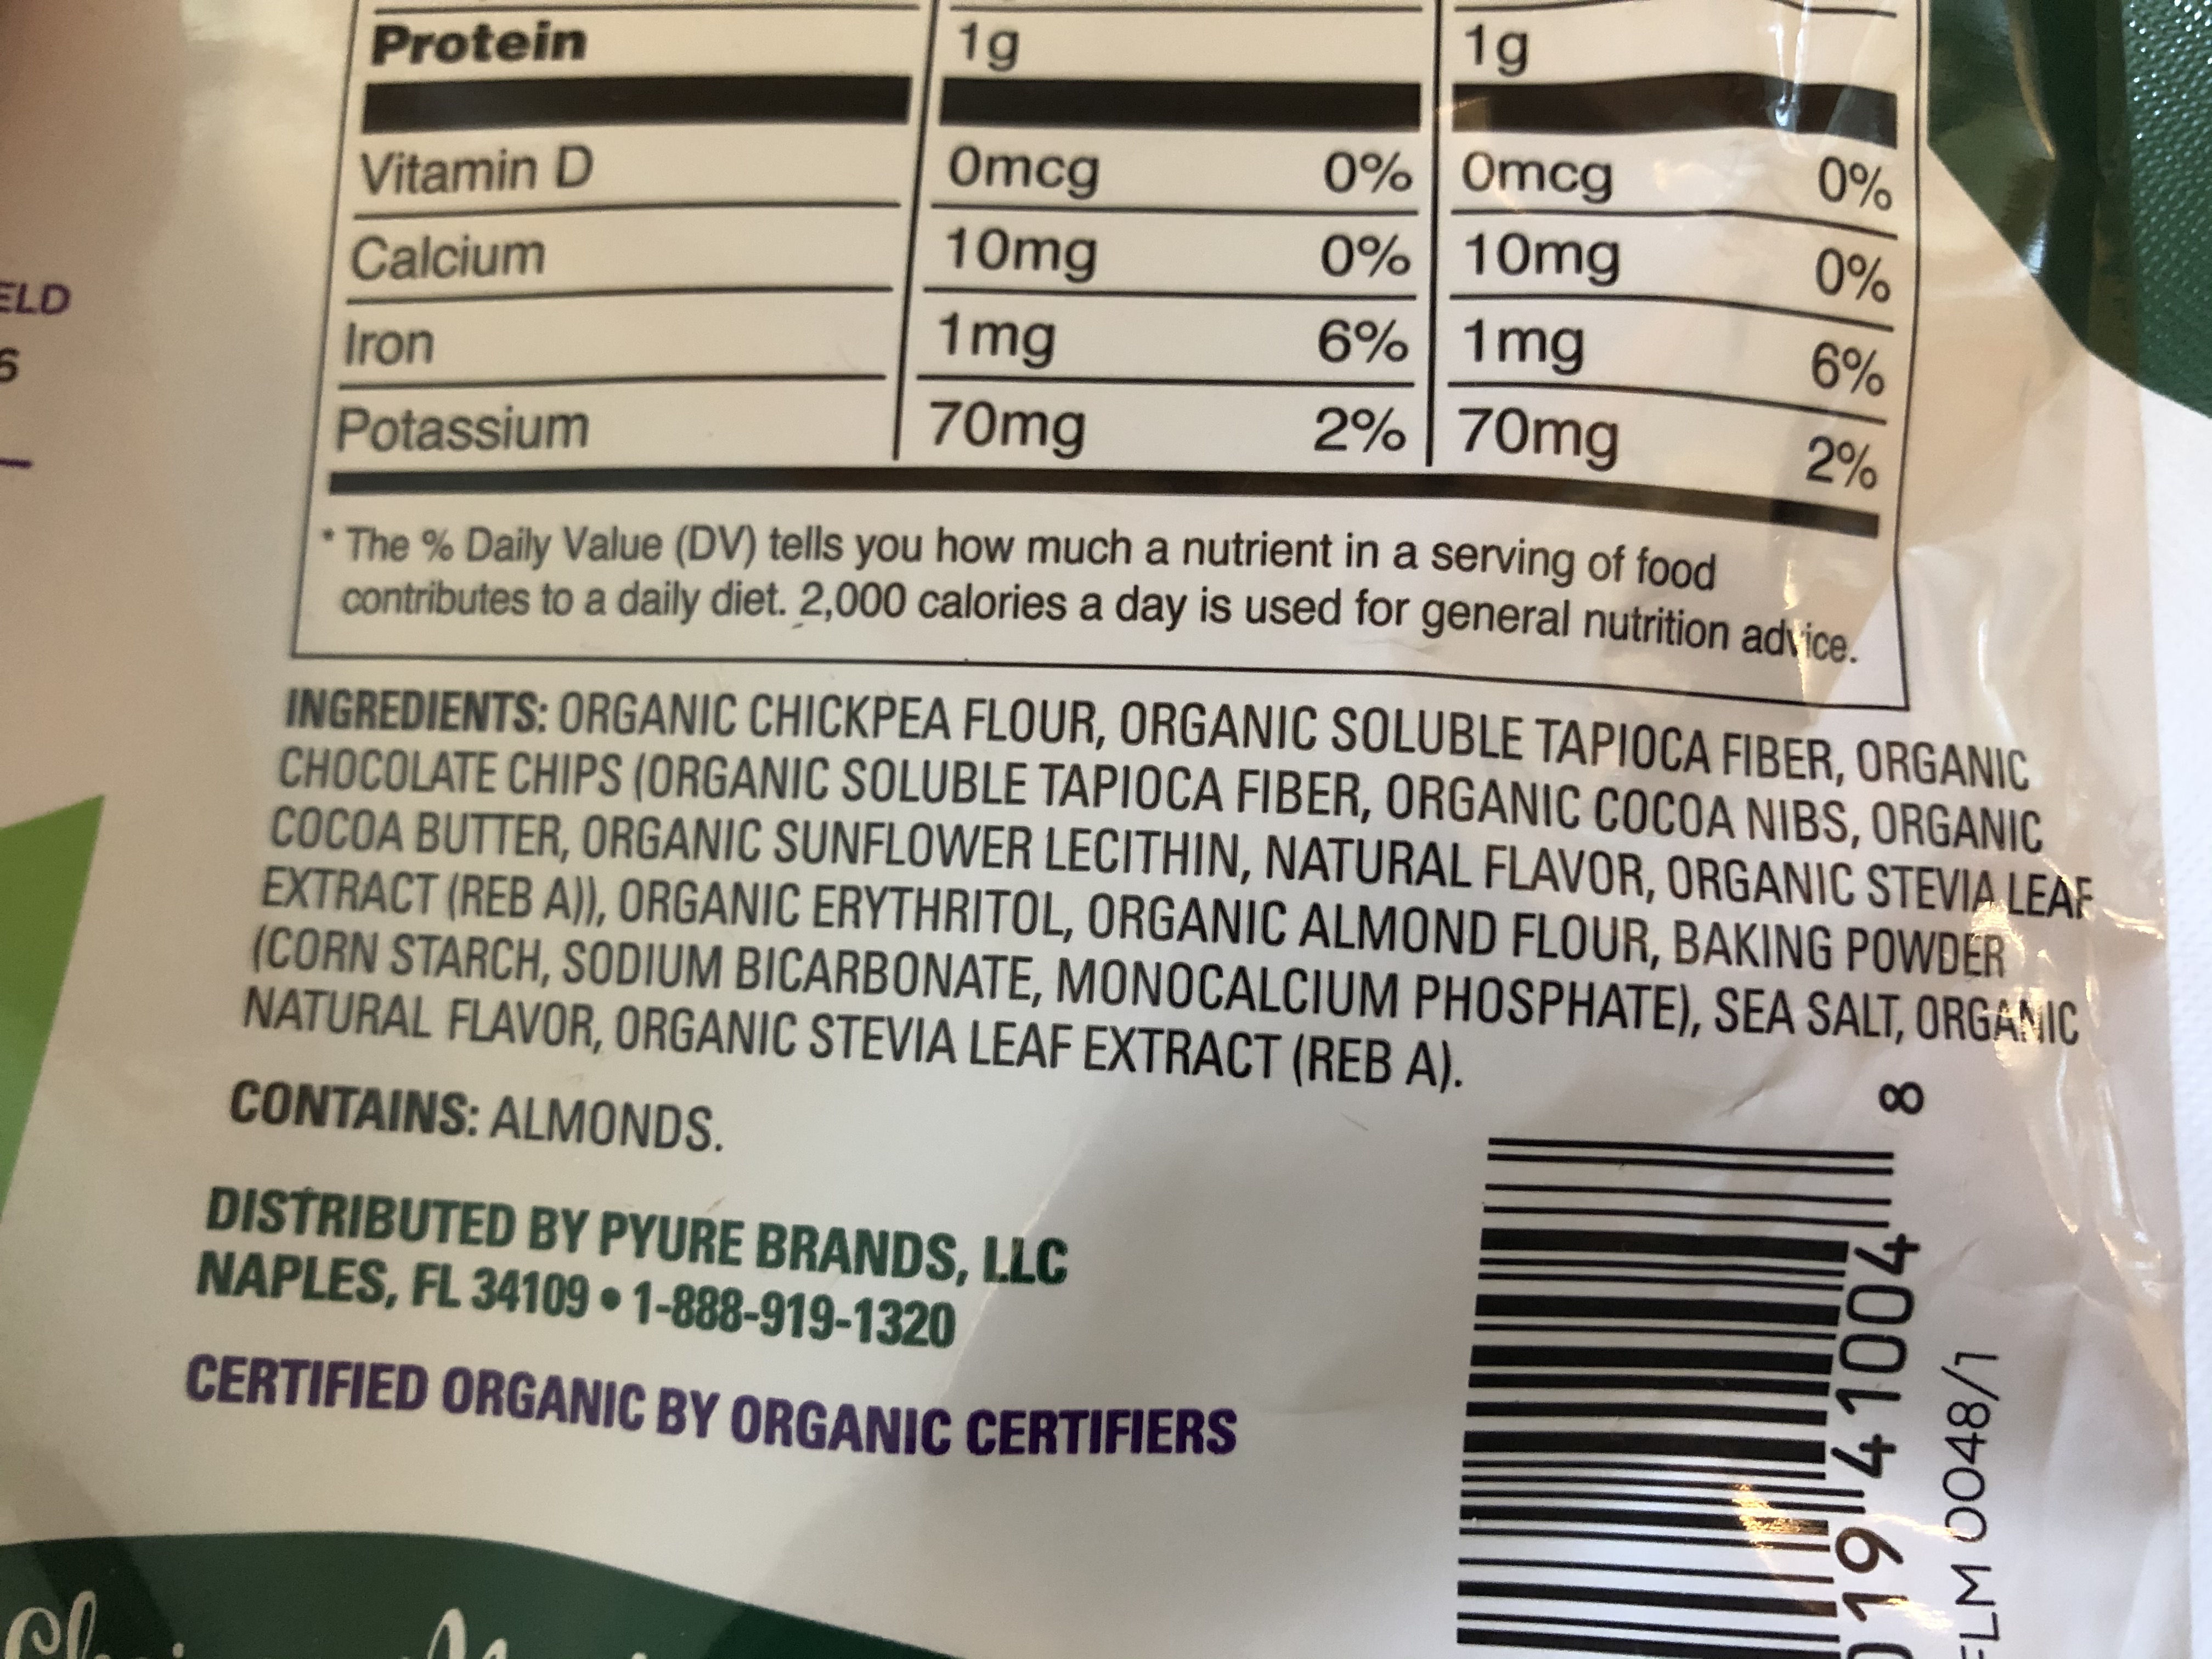 Protein 1g 1g
Vitamin D 0mcg 0% 0mcg 0%
Calcium 10mg 0% 10mg 0%
Iron 1mg 6% 1mg 6%
Potassium 70mg 2% 70mg 2%
* The % Daily Value (DV) tells you how much a nutrient in a serving of food
contributes to a daily diet. 2,000 calories a day is used for general nutrition advice.
ELD
6
INGREDIENTS: ORGANIC CHICKPEA FLOUR, ORGANIC SOLUBLE TAPIOCA FIBER, ORGANIC
CHOCOLATE CHIPS (ORGANIC SOLUBLE TAPIOCA FIBER, ORGANIC COCOA NIBS, ORGANIC
COCOA BUTTER, ORGANIC SUNFLOWER LECITHIN, NATURAL FLAVOR, ORGANIC STEVIA LEAF
EXTRACT (REB A)), ORGANIC ERYTHRITOL, ORGANIC ALMOND FLOUR, BAKING POWDER
(CORN STARCH, SODIUM BICARBONATE, MONOCALCIUM PHOSPHATE), SEA SALT, ORGANIC
NATURAL FLAVOR, ORGANIC STEVIA LEAF EXTRACT (REB A).
CONTAINS: ALMONDS.
DISTRIBUTED BY PYURE BRANDS, LLC
NAPLES, FL 34109 • 1-888-919-1320
CERTIFIED ORGANIC BY ORGANIC CERTIFIERS
019 41004 8
FLM 0048/1